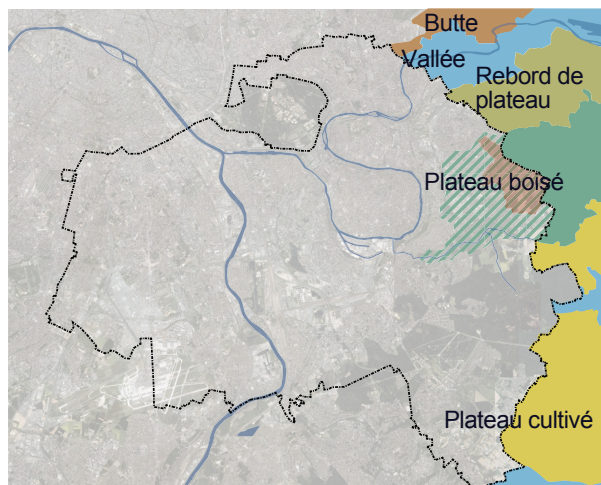 Butte
Vallée
Rebord de
plateau
Plateau boisé
Plateau cultivé